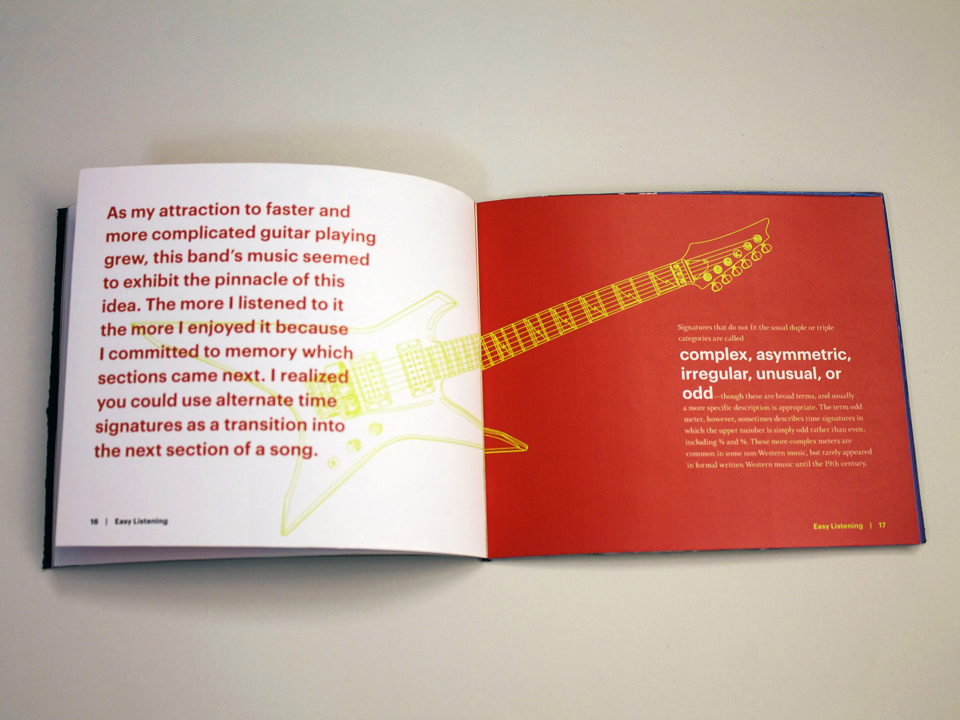 As my attraction to faster and
more complicated guitar playing
grew, this band's music seemed
to exhibit the pinnacle of this
idea. The more I listened to it
the more I enjoyed it because
I committed to memory which
sections came next. I realized
you could use alternate time
signatures as a transition into
the next section of a song.
16 | Easy Listening
Signatures that do not fit the usual duple or triple
categories are called
complex, asymmetric,
irregular, unusual, or
odd—though these are broad terms, and usually
a more specific description is appropriate. The term odd
meter, however, sometimes describes time signatures in
which the upper number is simply odd rather than even,
including and These more complex meters are
common in some non-Western music, but rarely appeared
in formal written Western music until the 19th century.
Easy Listening | 17